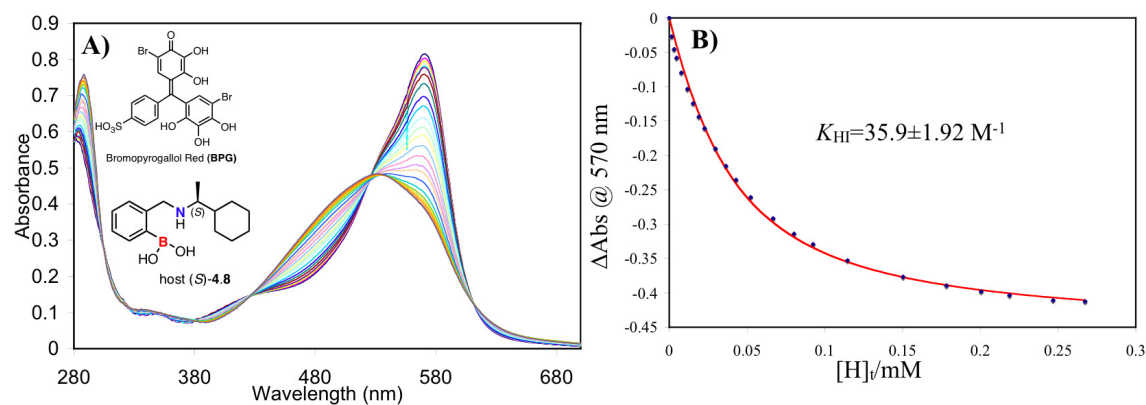 A)
0.9
0.8
0.7
0.6
0.5
0.4
0.3
0.2
0.1
0
Absorbance
280
380
480
580
680
Wavelength (nm)
O
Br
OH
OH
Br
HO3S
HO
OH
OH
Bromopyrogallol Red (BPG)
N
H
(S)
B
HO
OH
host (S)-4.8
B)
0
-0.05
-0.1
-0.15
-0.2
-0.25
-0.3
-0.35
-0.4
-0.45
ΔAbs @ 570 nm
KHI=35.9±1.92 M-1
0
0.05
0.1
0.15
0.2
0.25
0.3
[H]t/mM